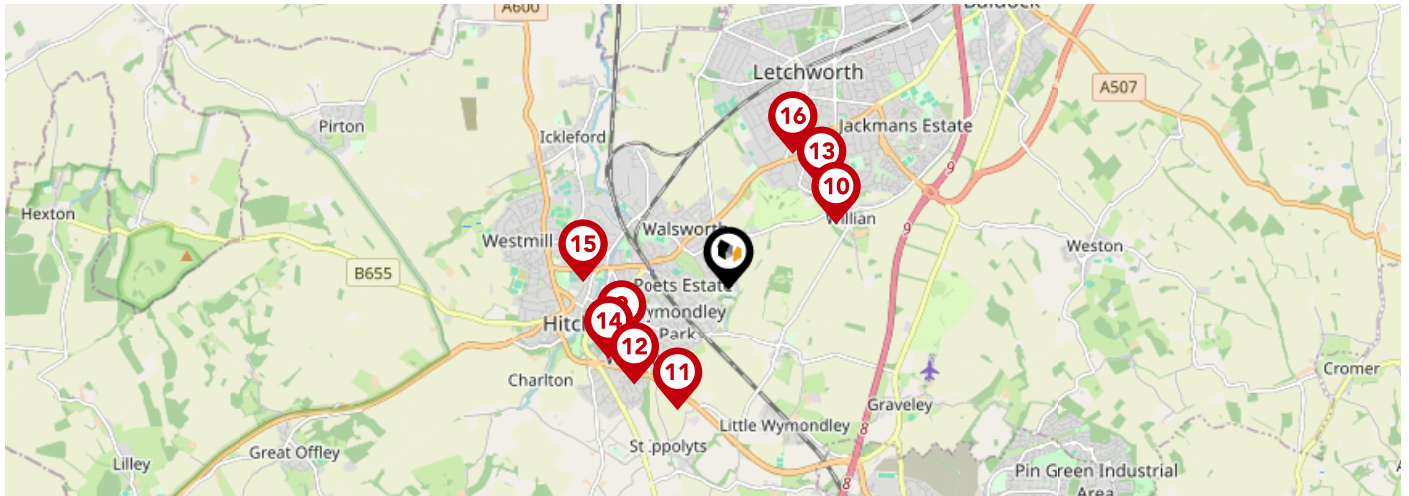 A600
Baldock
Letchworth
A507
16
Pirton
Ickleford
Jackmans Estate
13
9
10
Hexton
Willian
9
Walsworth
Westmill
15
Weston
B655
Poets Estate
Wymondley
Park
14
12
11
Charlton
Cromer
Graveley
8
Little Wymondley
St Ippolyts
Great Offley
Lilley
Pin Green Industrial
Area
8